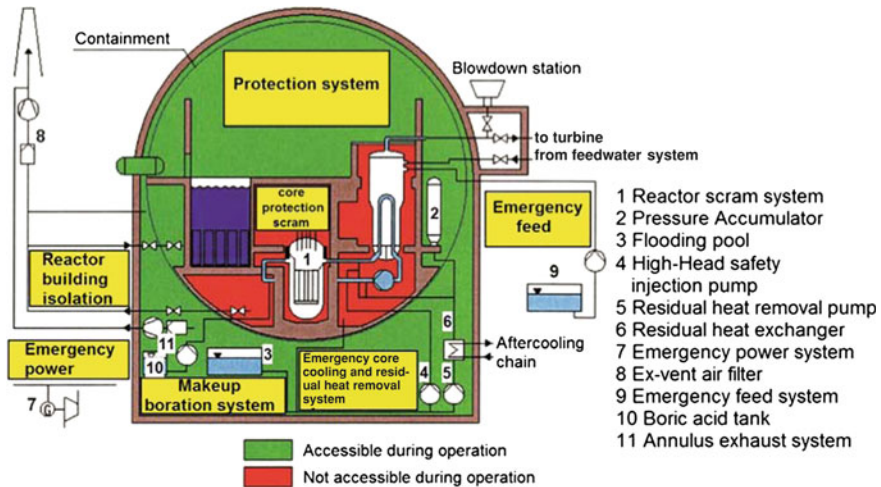 Containment
Protection system
Blowdown station
to turbine
from feedwater system
8
core
protection
scram
1
2
Emergency
feed
9
Reactor
building
isolation
Emergency
power
7
G
11
10
3
Makeup
boration system
Emergency core
cooling and resid-
ual heat removal
system
4
5
6
Aftercooling
chain
1 Reactor scram system
2 Pressure Accumulator
3 Flooding pool
4 High-Head safety
injection pump
5 Residual heat removal pump
6 Residual heat exchanger
7 Emergency power system
8 Ex-vent air filter
9 Emergency feed system
10 Boric acid tank
11 Annulus exhaust system
Accessible during operation
Not accessible during operation